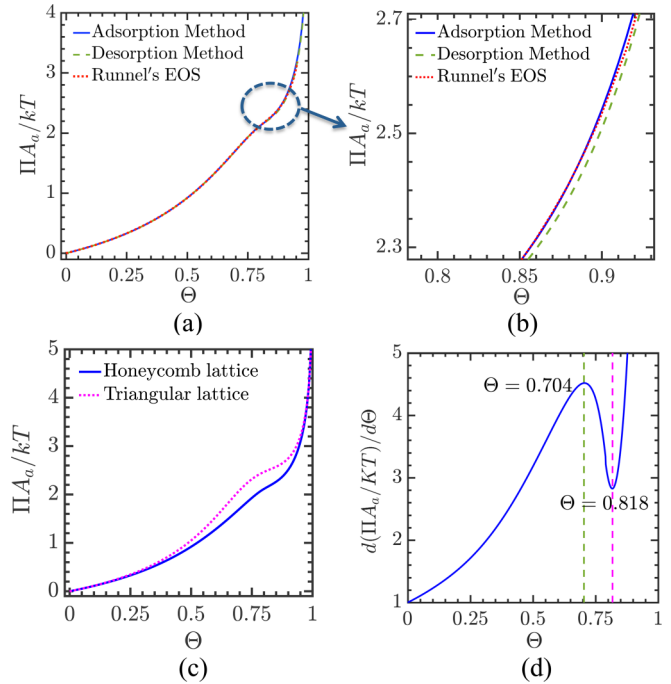 4
3
2
1
0
ΠA_a/kT
Adsorption Method
Desorption Method
Runnel's EOS
0 0.25 0.5 0.75 1
Θ
(a)
2.7
2.5
2.3
ΠA_a/kT
Adsorption Method
Desorption Method
Runnel's EOS
0.8 0.85 0.9
Θ
(b)
5
4
3
2
1
0
ΠA_a/kT
Honeycomb lattice
Triangular lattice
0 0.25 0.5 0.75 1
Θ
(c)
5
4
3
2
1
d(ΠA_a/KT)/dΘ
Θ = 0.704
Θ = 0.818
0 0.25 0.5 0.75 1
Θ
(d)